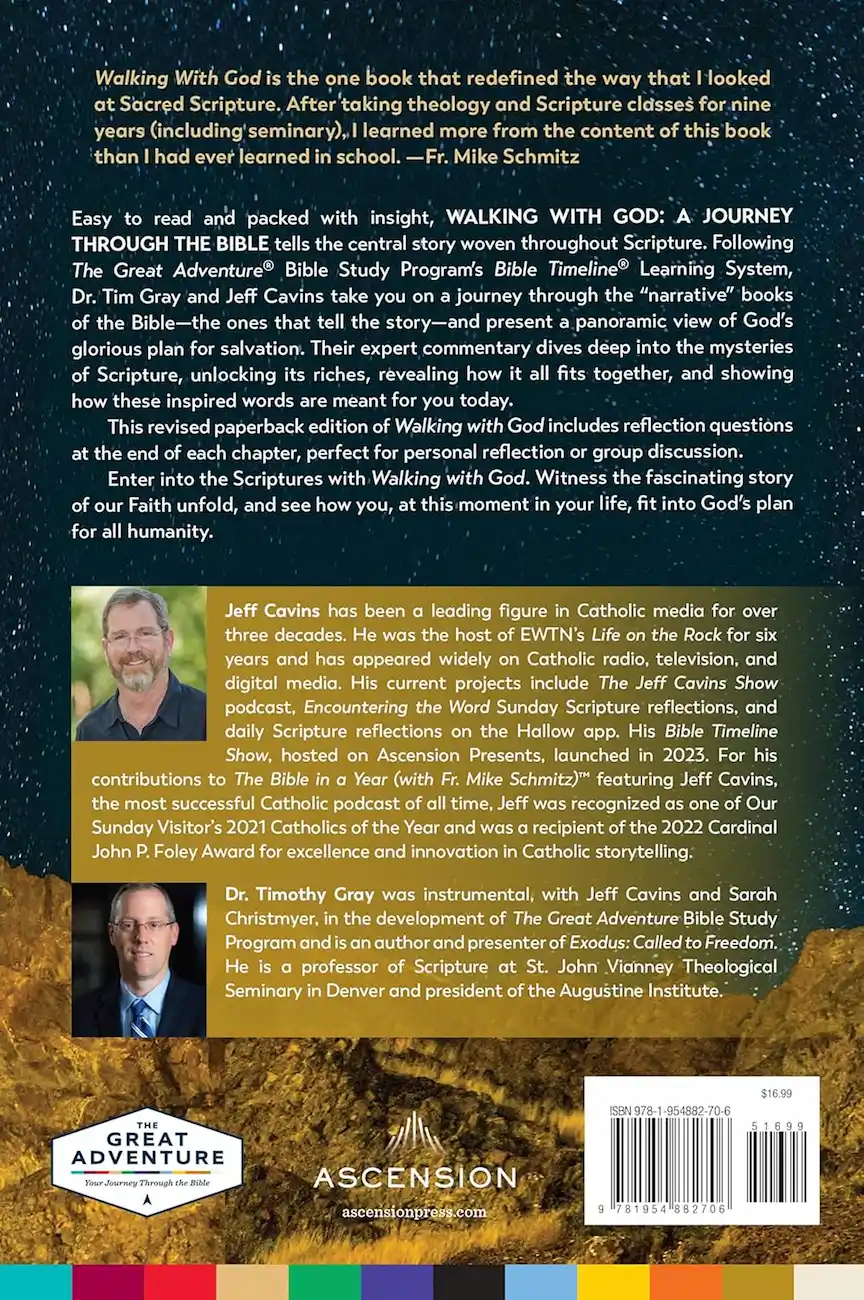 Walking With God is the one book that redefined the way that I looked
at Sacred Scripture. After taking theology and Scripture classes for nine
years (including seminary), I learned more from the content of this book
than I had ever learned in school. —Fr. Mike Schmitz
Easy to read and packed with insight, WALKING WITH GOD: A JOURNEY
THROUGH THE BIBLE tells the central story woven throughout Scripture. Following
The Great Adventure® Bible Study Program's Bible Timeline® Learning System,
Dr. Tim Gray and Jeff Cavins take you on a journey through the “narrative” books
of the Bible—the ones that tell the story—and present a panoramic view of God's
glorious plan for salvation. Their expert commentary dives deep into the mysteries
of Scripture, unlocking its riches, revealing how it all fits together, and showing
how these inspired words are meant for you today.
This revised paperback edition of Walking with God includes reflection questions
at the end of each chapter, perfect for personal reflection or group discussion.
Enter into the Scriptures with Walking with God. Witness the fascinating story
of our Faith unfold, and see how you, at this moment in your life, fit into God's plan
for all humanity.
Jeff Cavins has been a leading figure in Catholic media for over
three decades. He was the host of EWTN's Life on the Rock for six
years and has appeared widely on Catholic radio, television, and
digital media. His current projects include The Jeff Cavins Show
podcast, Encountering the Word Sunday Scripture reflections, and
daily Scripture reflections on the Hallow app. His Bible Timeline
Show, hosted on Ascension Presents, launched in 2023. For his
contributions to The Bible in a Year (with Fr. Mike Schmitz)™ featuring Jeff Cavins,
the most successful Catholic podcast of all time, Jeff was recognized as one of Our
Sunday Visitor's 2021 Catholics of the Year and was a recipient of the 2022 Cardinal
John P. Foley Award for excellence and innovation in Catholic storytelling.
Dr. Timothy Gray was instrumental, with Jeff Cavins and Sarah
Christmyer, in the development of The Great Adventure Bible Study
Program and is an author and presenter of Exodus: Called to Freedom.
He is a professor of Scripture at St. John Vianney Theological
Seminary in Denver and president of the Augustine Institute.
THE
GREAT
ADVENTURE
Your Journey Through the Bible
ASCENSION
ascensionpress.com
$16.99
ISBN 978-1-954882-70-6
51699
9 781954 882706